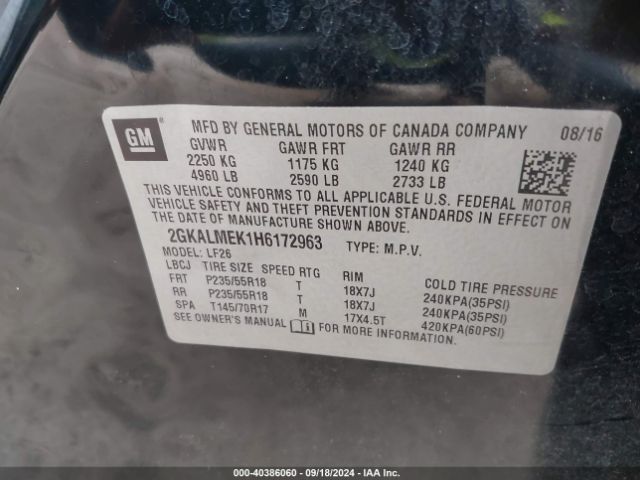 GM
MFD BY GENERAL MOTORS OF CANADA COMPANY 08/16
GVWR GAWR FRT GAWR RR
2250 KG 1175 KG 1240 KG
4960 LB 2590 LB 2733 LB
THIS VEHICLE CONFORMS TO ALL APPLICABLE U.S. FEDERAL MOTOR
VEHICLE SAFETY AND THEFT PREVENTION STANDARDS IN EFFECT ON
THE DATE OF MANUFACTURE SHOWN ABOVE.
2GKALMEK1H6172963 TYPE: M.P.V.
MODEL: LF26
LBCJ TIRE SIZE SPEED RTG RIM COLD TIRE PRESSURE
FRT P235/55R18 T 18X7J 240KPA(35PSI)
RR P235/55R18 T 18X7J 240KPA(35PSI)
SPA T145/70R17 M 17X4.5T 420KPA(60PSI)
SEE OWNER'S MANUAL FOR MORE INFORMATION.
000-40386060 - 09/18/2024 - IAA Inc.